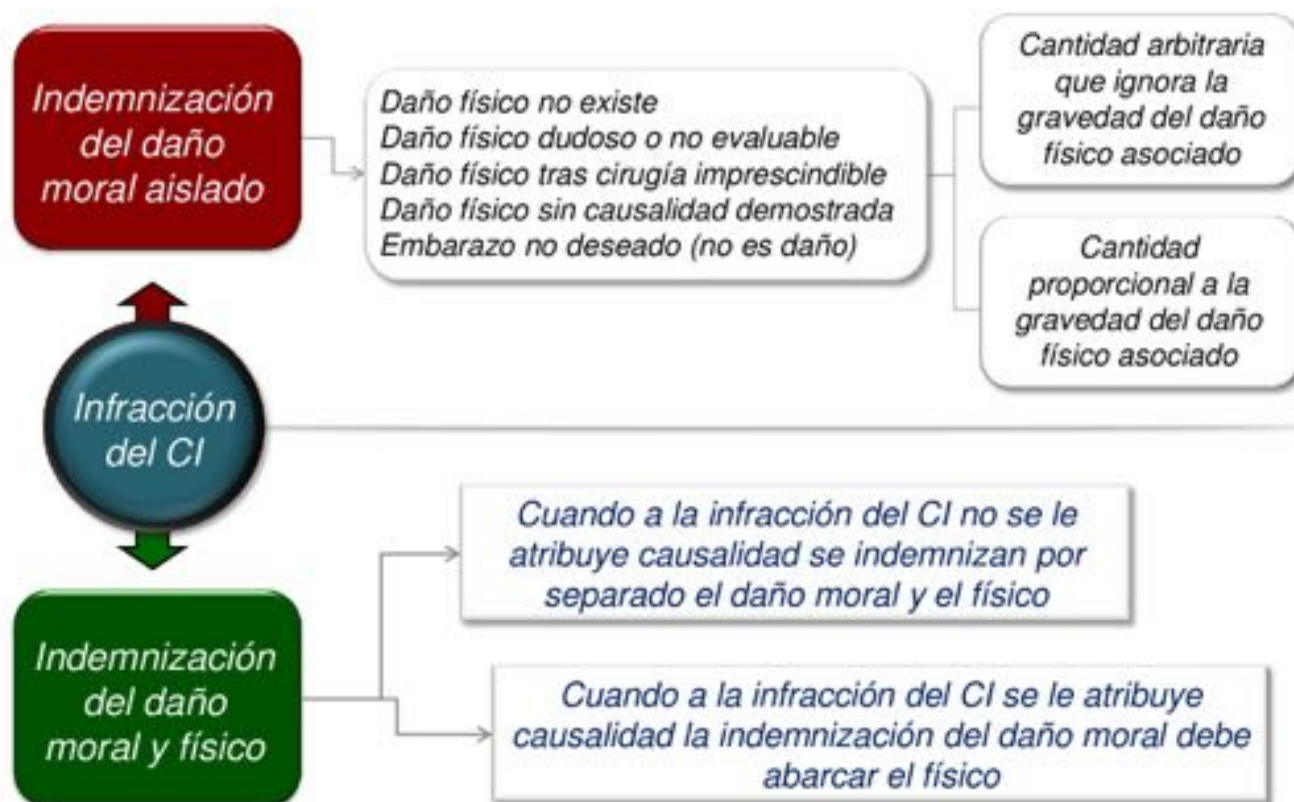 Indemnización
del daño
moral aislado
Daño físico no existe
Daño físico dudoso o no evaluable
Daño físico tras cirugía imprescindible
Daño físico sin causalidad demostrada
Embarazo no deseado (no es daño)
Cantidad arbitraria
que ignora la
gravedad del daño
físico asociado
Cantidad
proporcional a la
gravedad del daño
físico asociado
Infracción
del CI
Cuando a la infracción del CI no se le
atribuye causalidad se indemnizan por
separado el daño moral y el físico
Indemnización
del daño
moral y físico
Cuando a la infracción del CI se le atribuye
causalidad la indemnización del daño moral debe
abarcar el físico